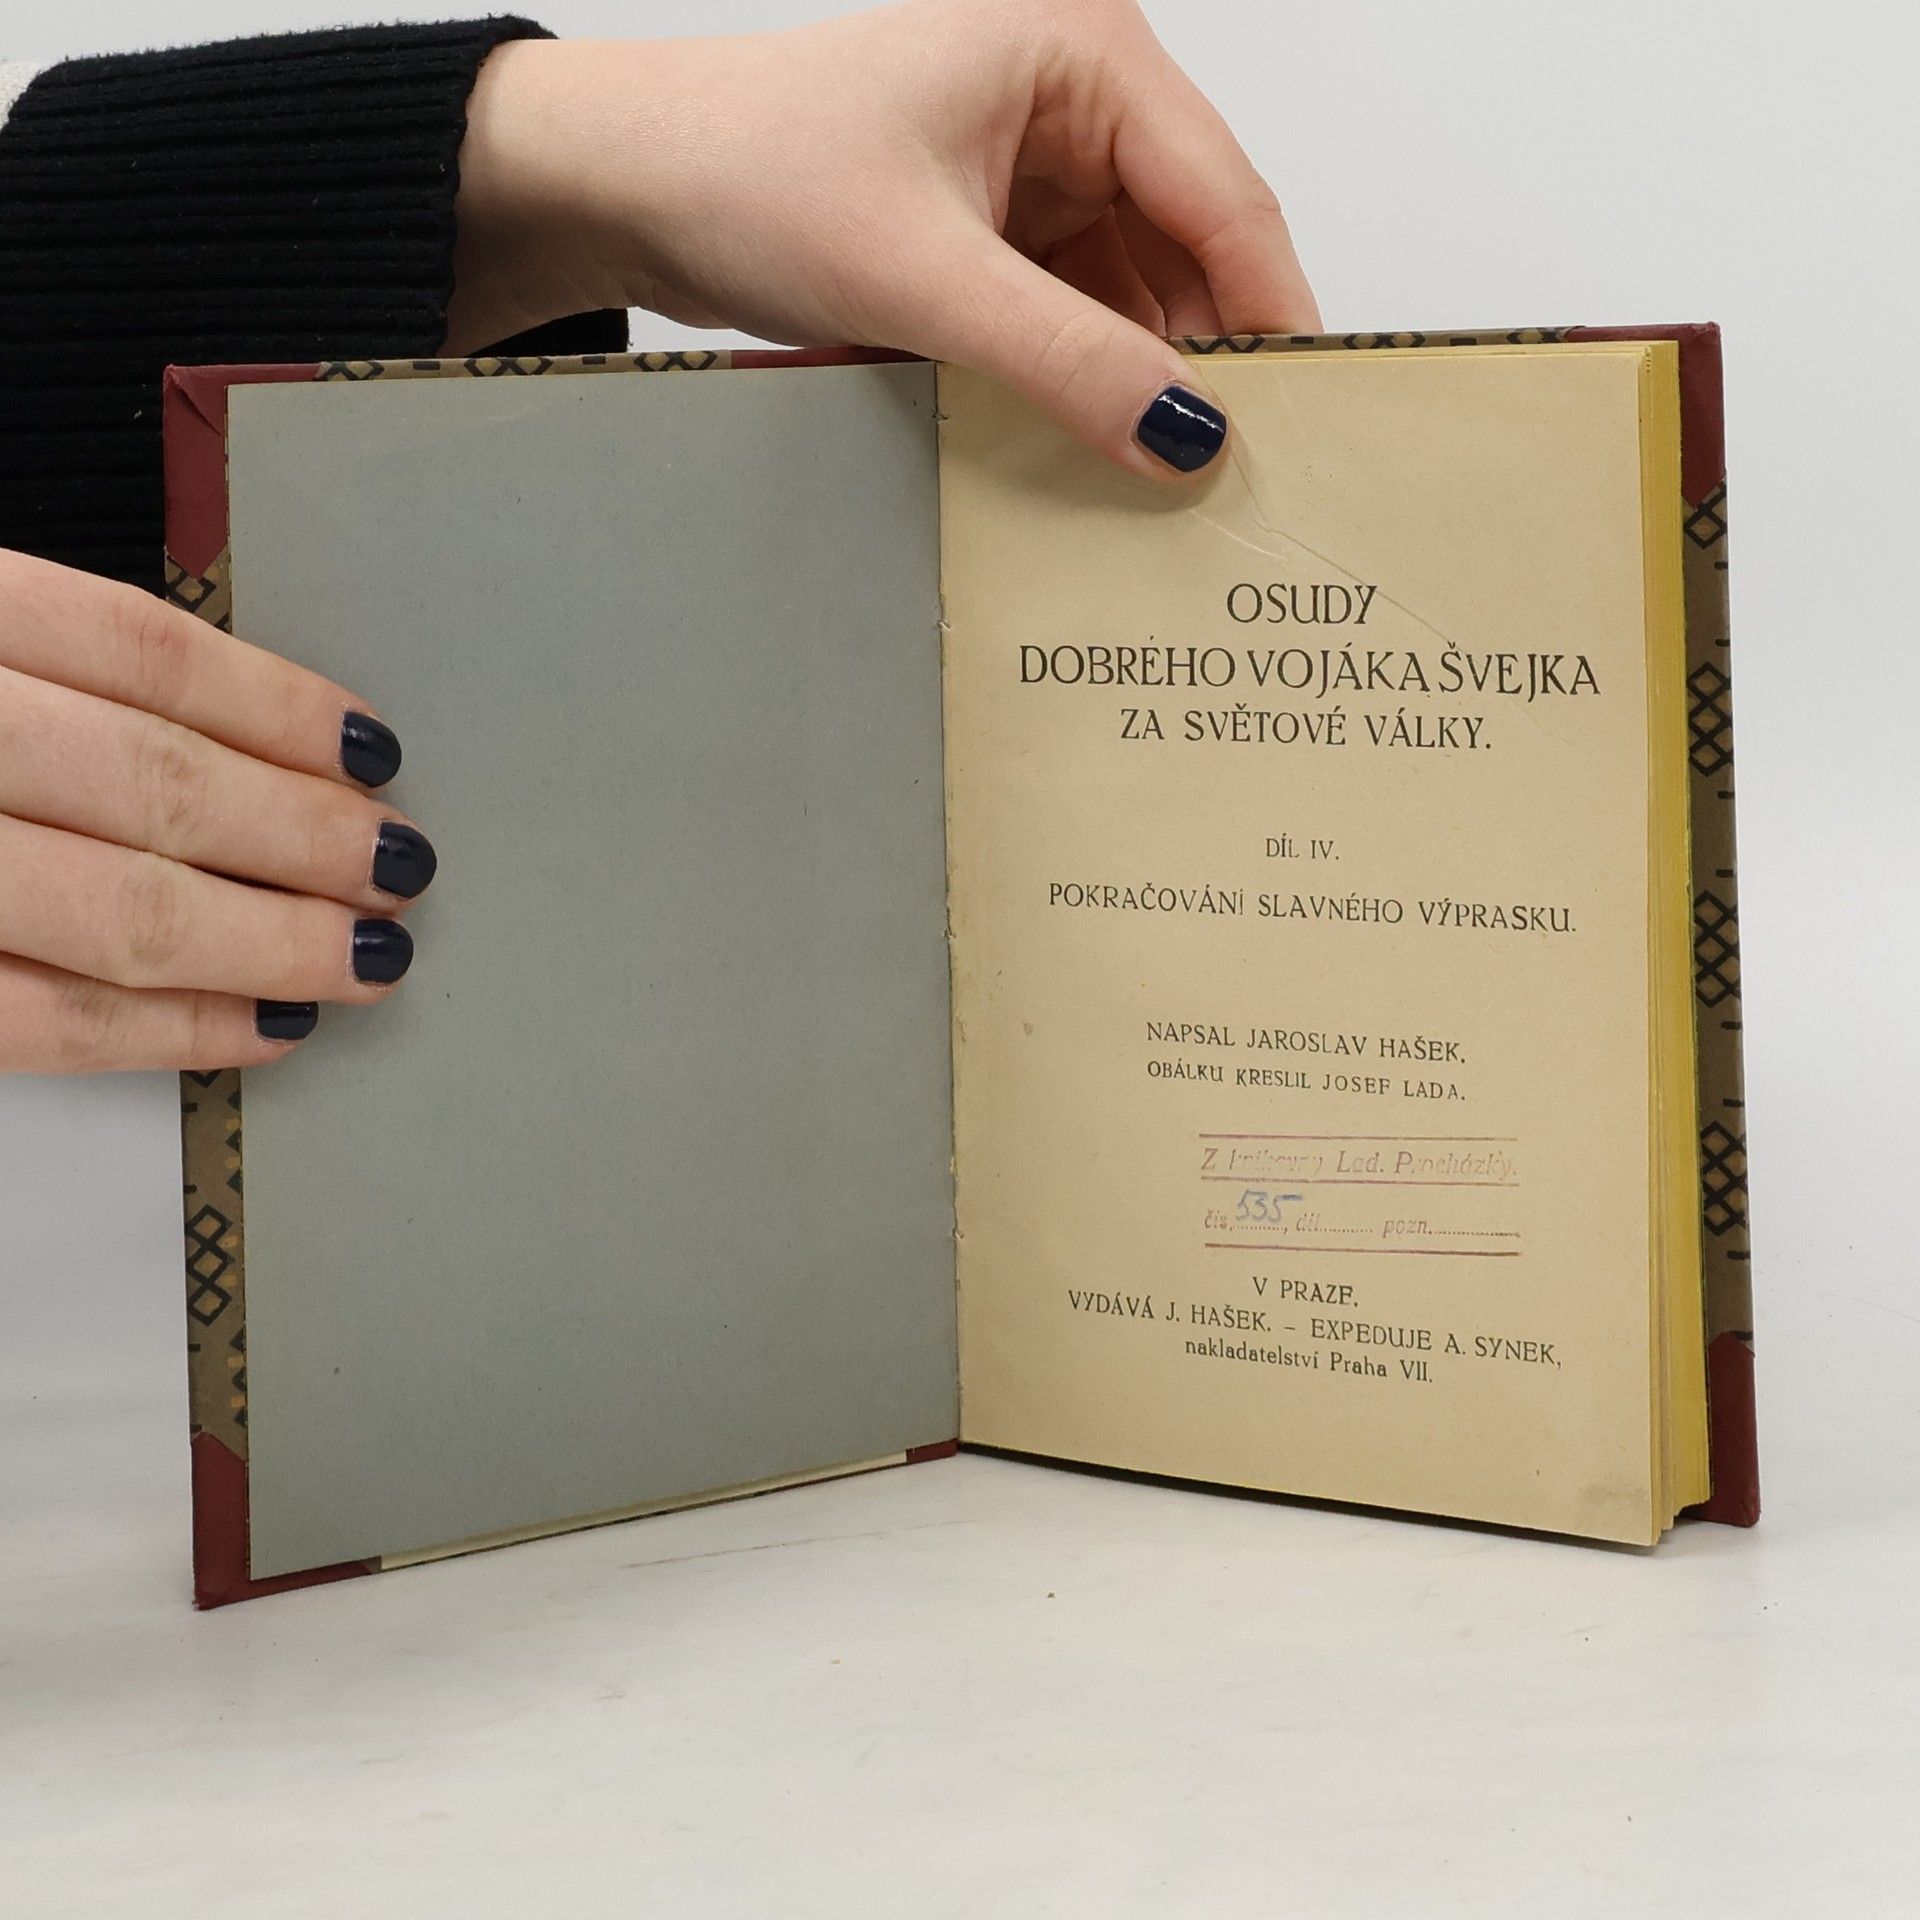 OSUDY
DOBRÉHO VOJÁKA ŠVEJKA
ZA SVĚTOVÉ VÁLKY.
DÍL IV.
POKRAČOVÁNÍ SLAVNÉHO VÝPRASKU.
NAPSAL JAROSLAV HAŠEK.
OBÁLKU KRESLIL JOSEF LADA.
Z knihovny Lad. Procházky.
čís. 535, díl.......... pozn...............
V PRAZE.
VYDÁVÁ J. HAŠEK. – EXPEDUJE A. SYNEK,
nakladatelství Praha VII.